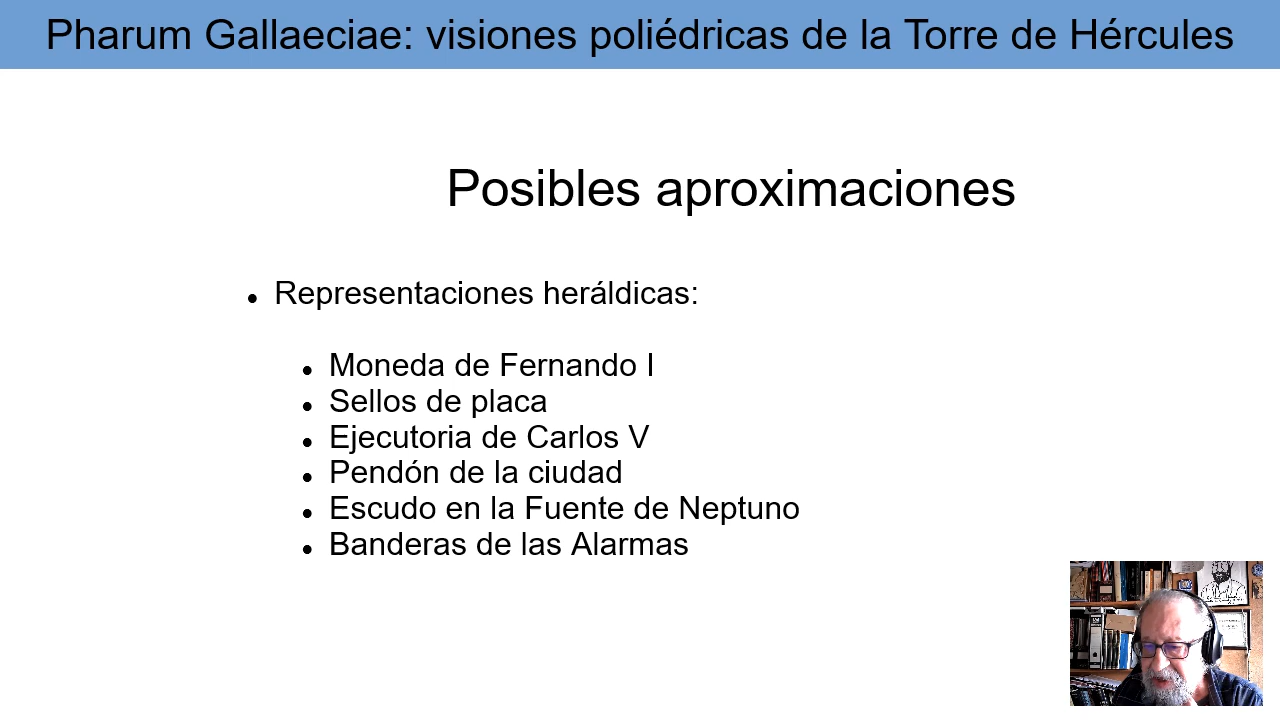 Pharum Gallaeciae: visiones poliédricas de la Torre de Hércules
Posibles aproximaciones
Representaciones heráldicas:
Moneda de Fernando I
Sellos de placa
Ejecutoria de Carlos V
Pendón de la ciudad
Escudo en la Fuente de Neptuno
Banderas de las Alarmas